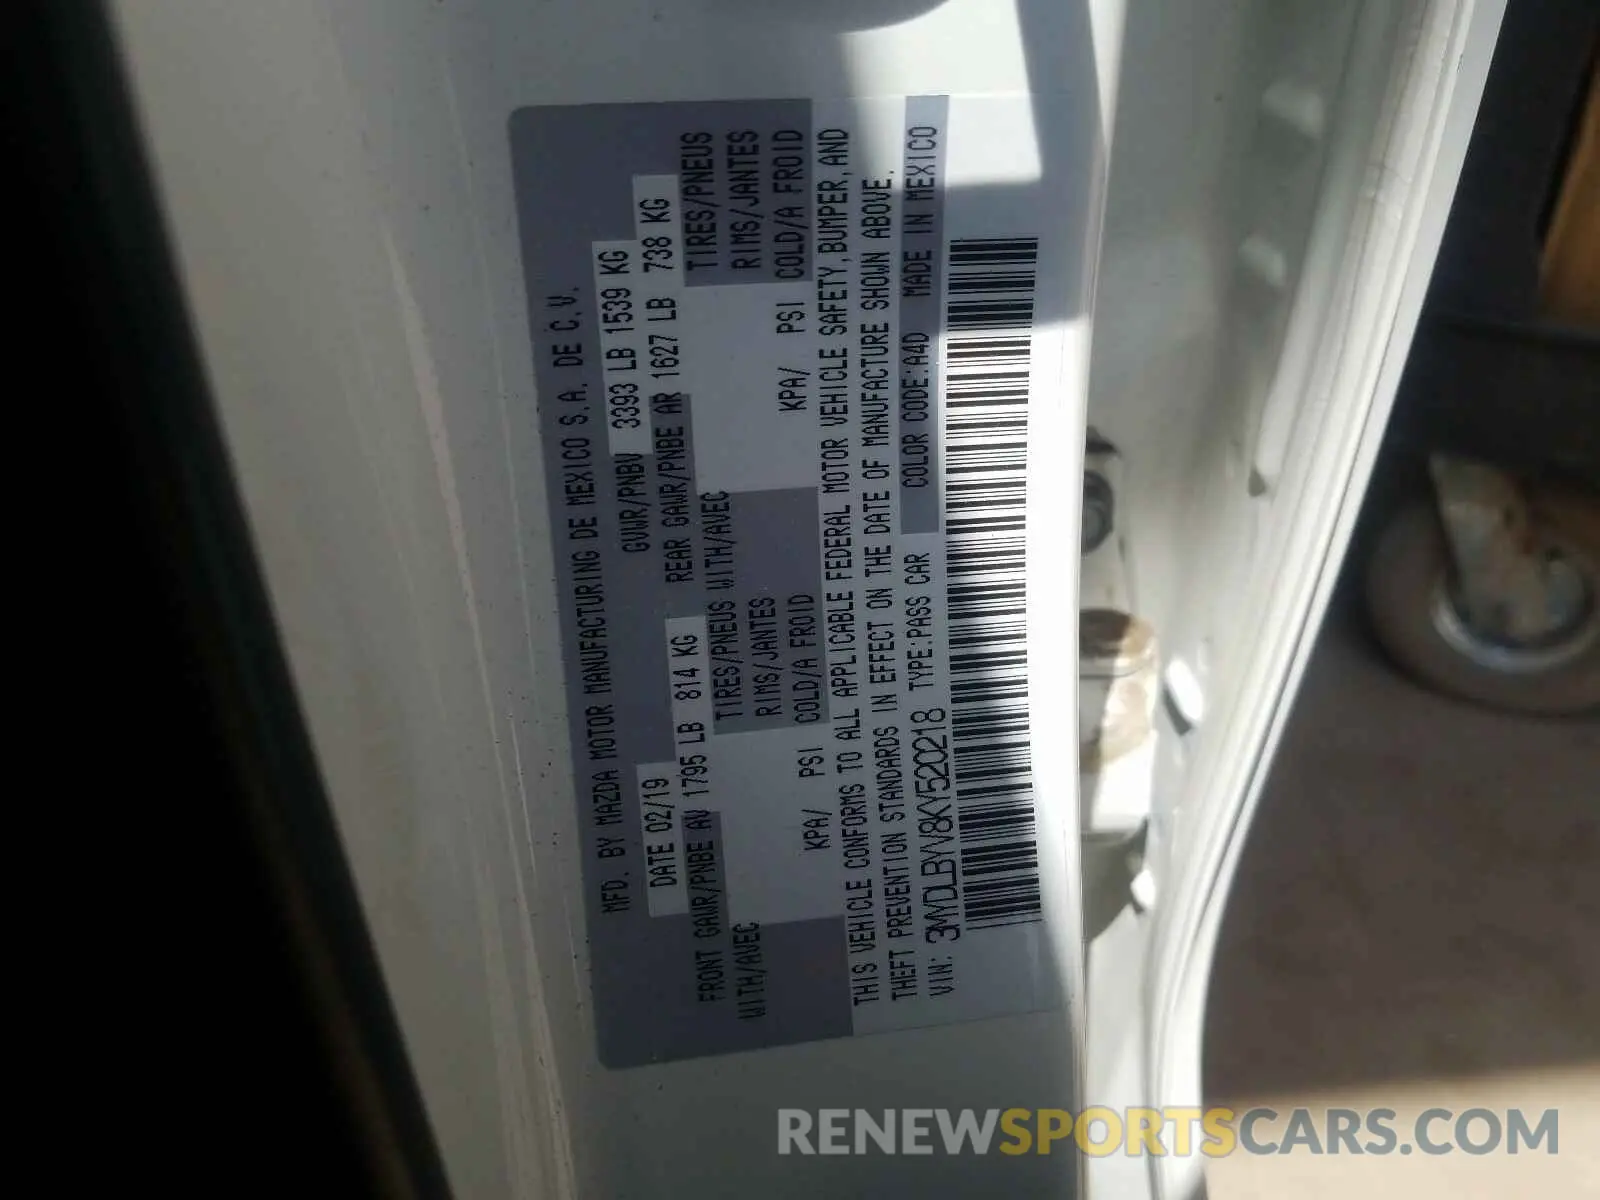 MFD. BY MAZDA MOTOR MANUFACTURING DE MEXICO S.A. DE C.V.
DATE 02/19 GVWR/PNBV 3393 LB 1539 KG
FRONT GAWR/PNBE AV 1795 LB 814 KG REAR GAWR/PNBE AR 1627 LB 738 KG
WITH/AVEC TIRES/PNEUS WITH/AVEC TIRES/PNEUS
RIMS/JANTES RIMS/JANTES
KPA/ PSI COLD/A FROID KPA/ PSI COLD/A FROID
THIS VEHICLE CONFORMS TO ALL APPLICABLE FEDERAL MOTOR VEHICLE SAFETY, BUMPER, AND
THEFT PREVENTION STANDARDS IN EFFECT ON THE DATE OF MANUFACTURE SHOWN ABOVE.
VIN: 3MYDLBYV8KY520218 TYPE:PASS CAR COLOR CODE:A4D MADE IN MEXICO
RENEWSPORTSCARS.COM